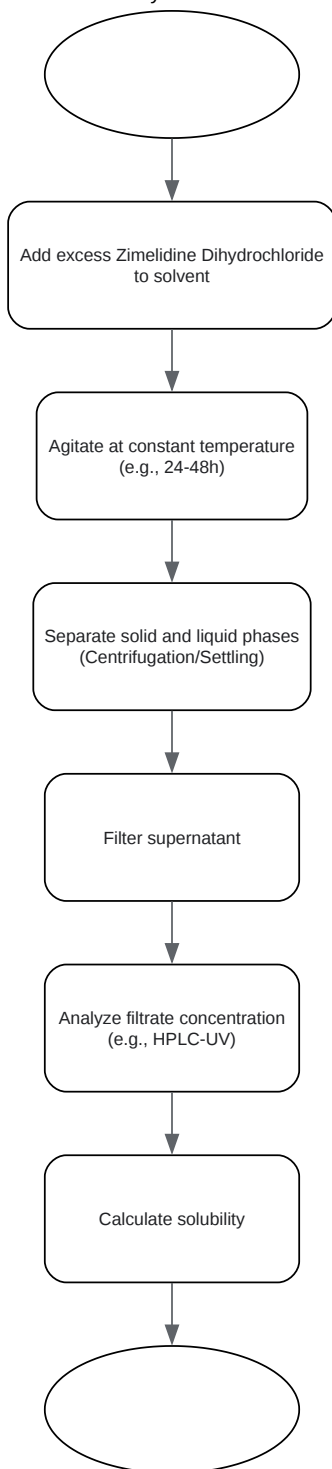 Add excess Zimelidine Dihydrochloride
to solvent
Agitate at constant temperature
(e.g., 24-48h)
Separate solid and liquid phases
(Centrifugation/Settling)
Filter supernatant
Analyze filtrate concentration
(e.g., HPLC-UV)
Calculate solubility